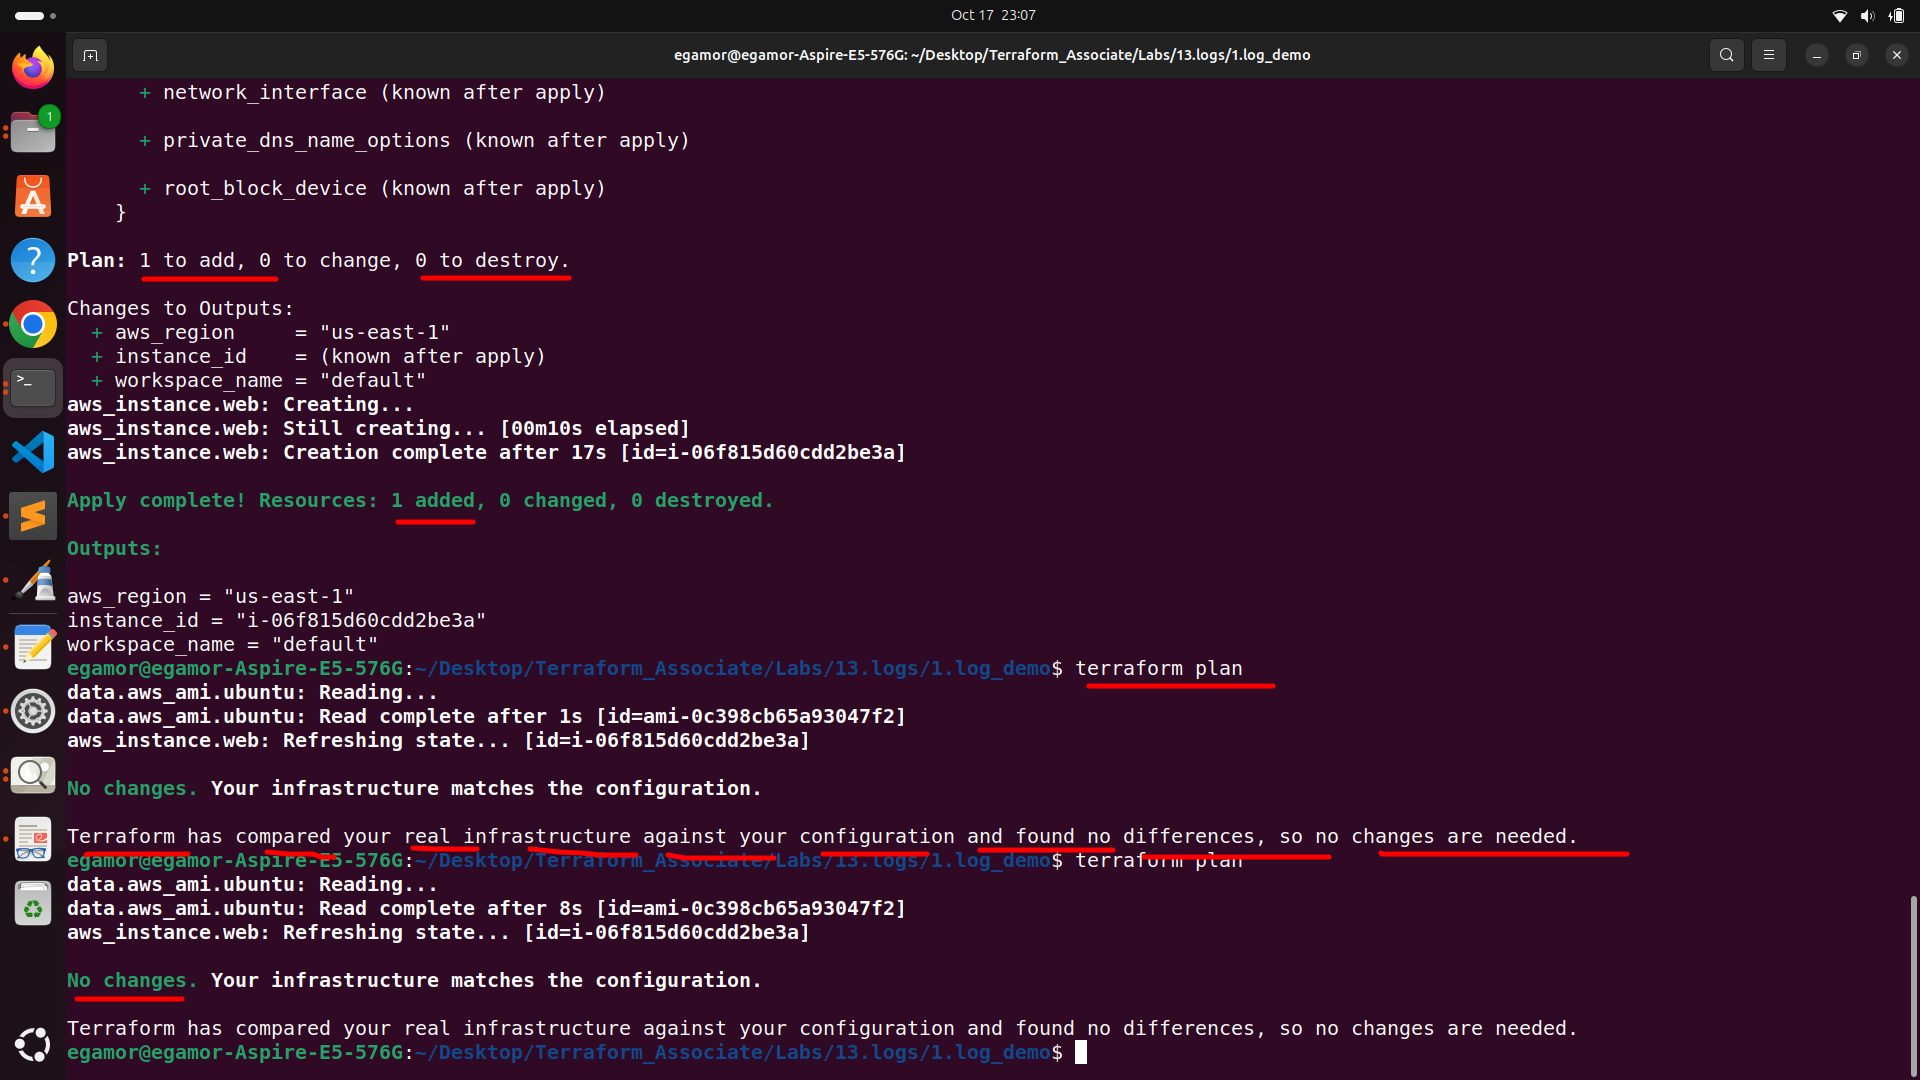 Oct 17 23:07
egamor@egamor-Aspire-E5-576G: ~/Desktop/Terraform_Associate/Labs/13.logs/1.log_demo
1
+ network_interface (known after apply)
+ private_dns_name_options (known after apply)
+ root_block_device (known after apply)
}
Plan: 1 to add, 0 to change, 0 to destroy.
Changes to Outputs:
+ aws_region     = "us-east-1"
+ instance_id    = (known after apply)
+ workspace_name = "default"
aws_instance.web: Creating...
aws_instance.web: Still creating... [00m10s elapsed]
aws_instance.web: Creation complete after 17s [id=i-06f815d60cdd2be3a]
Apply complete! Resources: 1 added, 0 changed, 0 destroyed.
Outputs:
aws_region = "us-east-1"
instance_id = "i-06f815d60cdd2be3a"
workspace_name = "default"
egamor@egamor-Aspire-E5-576G:~/Desktop/Terraform_Associate/Labs/13.logs/1.log_demo$ terraform plan
data.aws_ami.ubuntu: Reading...
data.aws_ami.ubuntu: Read complete after 1s [id=ami-0c398cb65a93047f2]
aws_instance.web: Refreshing state... [id=i-06f815d60cdd2be3a]
No changes. Your infrastructure matches the configuration.
Terraform has compared your real infrastructure against your configuration and found no differences, so no changes are needed.
egamor@egamor-Aspire-E5-576G:~/Desktop/Terraform_Associate/Labs/13.logs/1.log_demo$ terraform plan
data.aws_ami.ubuntu: Reading...
data.aws_ami.ubuntu: Read complete after 8s [id=ami-0c398cb65a93047f2]
aws_instance.web: Refreshing state... [id=i-06f815d60cdd2be3a]
No changes. Your infrastructure matches the configuration.
Terraform has compared your real infrastructure against your configuration and found no differences, so no changes are needed.
egamor@egamor-Aspire-E5-576G:~/Desktop/Terraform_Associate/Labs/13.logs/1.log_demo$